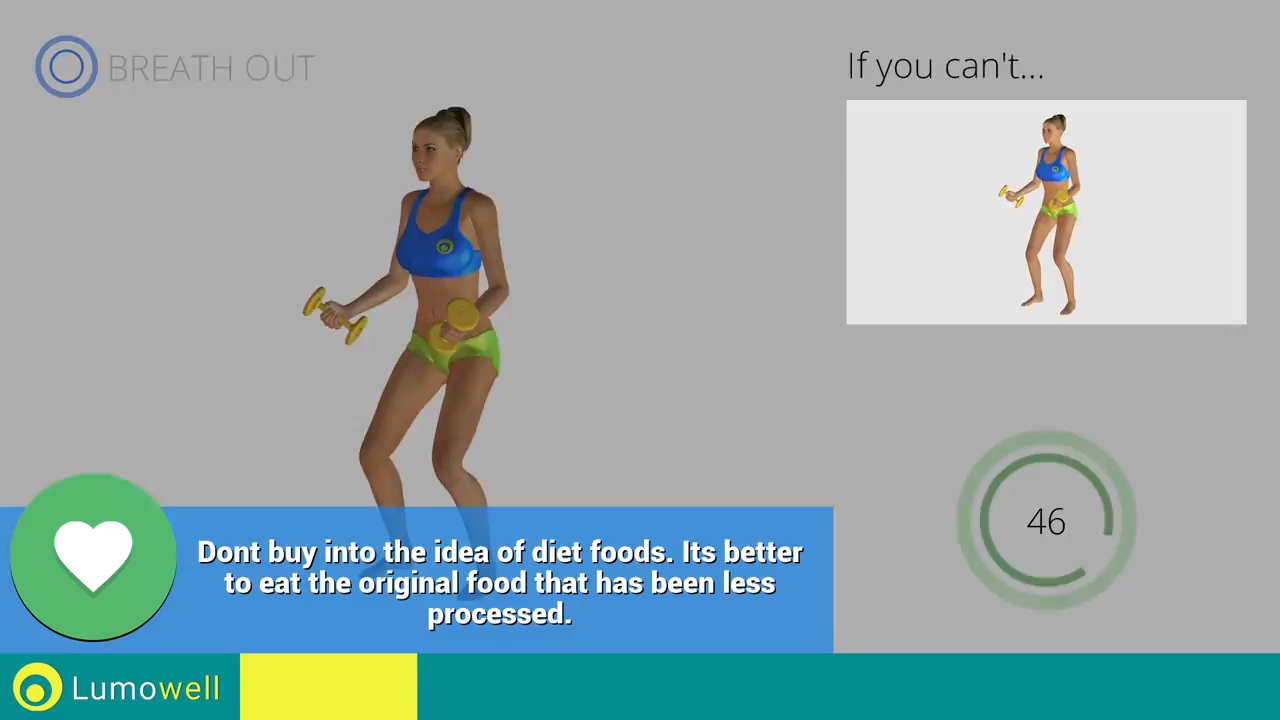 BREATH OUT
If you can't...
46
Dont buy into the idea of diet foods. Its better
to eat the original food that has been less
processed.
Lumowell